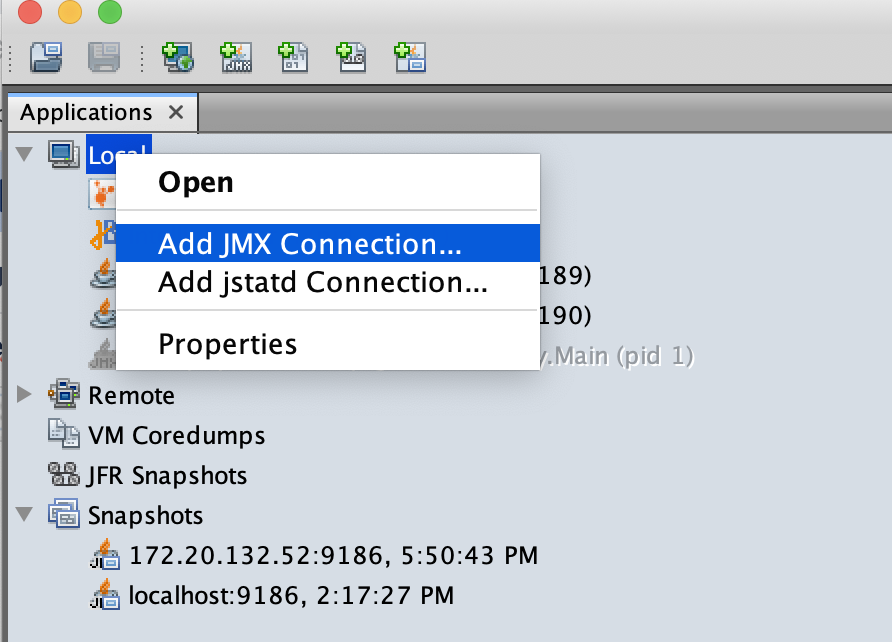 Applications
Local
Open
Add JMX Connection...
Add jstatd Connection...
189)
190)
Properties
.Main (pid 1)
Remote
VM Coredumps
JFR Snapshots
Snapshots
172.20.132.52:9186, 5:50:43 PM
localhost:9186, 2:17:27 PM